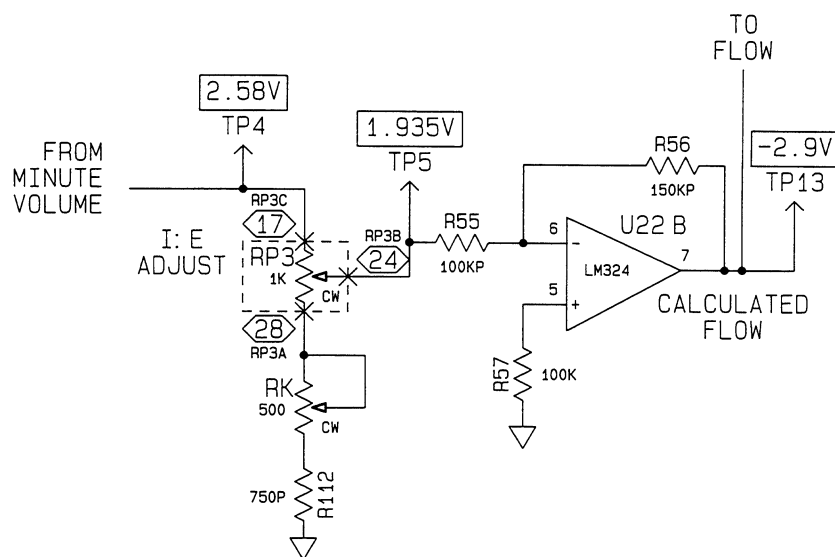 TO
FLOW
2.58V
TP4
1.935V
TP5
R56
150KP
-2.9V
TP13
FROM
MINUTE
VOLUME
RP3C
17
I:E
ADJUST
RP3
1K
CW
RP3B
24
R55
100KP
6
-
U22 B
LM324
7
5
+
CALCULATED
FLOW
28
RP3A
R57
100K
RK
500
CW
750P
R112